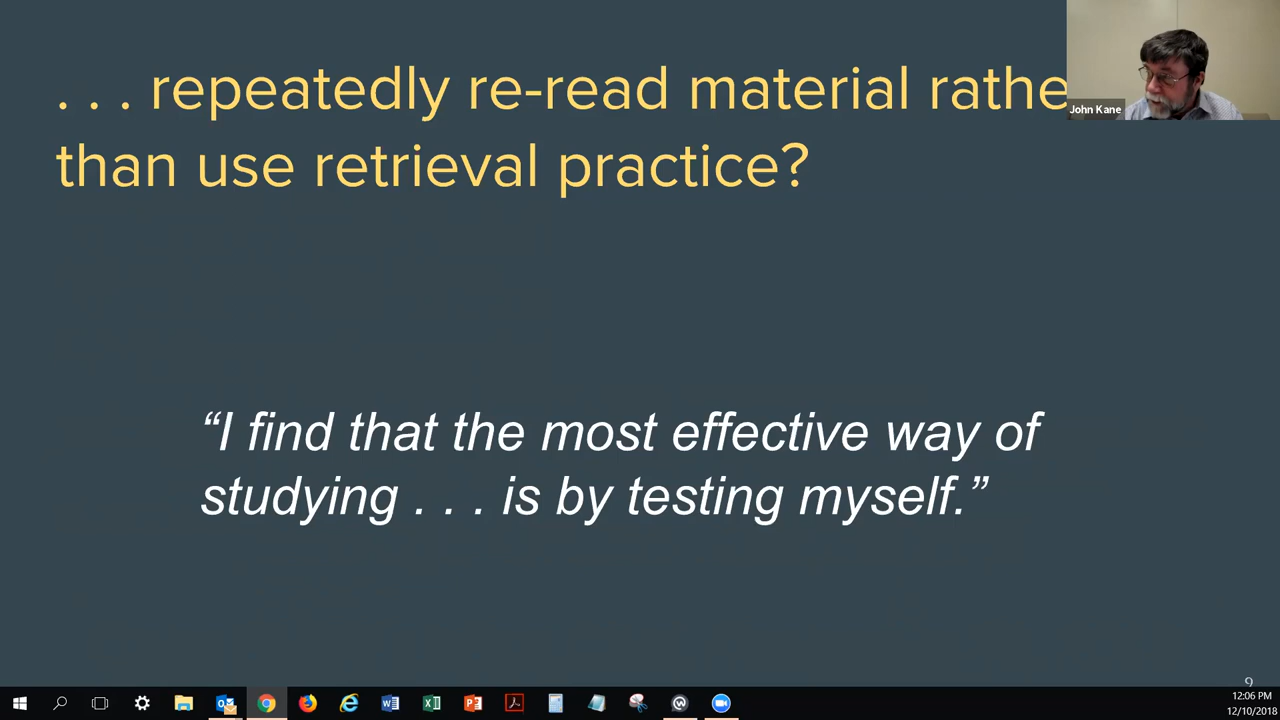 . . . repeatedly re-read material rathe
than use retrieval practice?
John Kane
“I find that the most effective way of
studying . . . is by testing myself.”
9
12:06 PM
12/10/2018